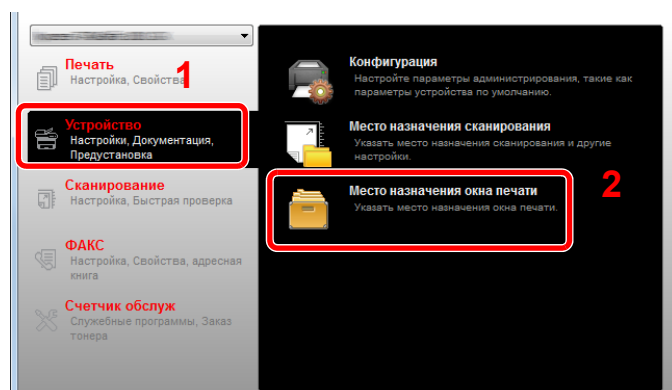 Печать
Настройка, Свойства
1
Устройство
Настройки, Документация,
Предустановка
Сканирование
Настройка, Быстрая проверка
ФАКС
Настройка, Свойства, адресная
книга
Счетчик обслуж
Служебные программы, Заказ
тонера
Конфигурация
Настройте параметры администрирования, такие как
параметры устройства по умолчанию.
Место назначения сканирования
Указать место назначения сканирования и другие
настройки.
Место назначения окна печати
Указать место назначения окна печати.
2